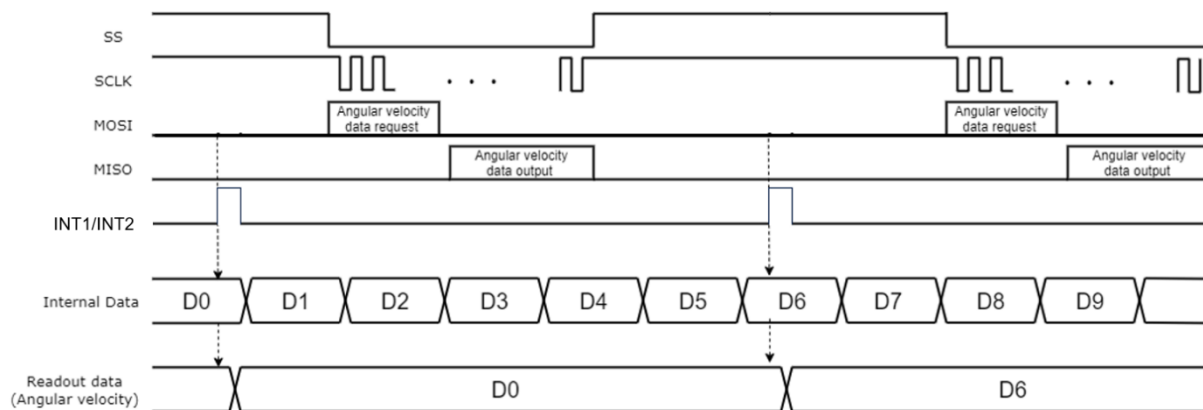 SS
SCLK
. . .
. . .
MOSI
Angular velocity
data request
Angular velocity
data request
MISO
Angular velocity
data output
Angular velocity
data output
INT1/INT2
Internal Data
D0
D1
D2
D3
D4
D5
D6
D7
D8
D9
Readout data
(Angular velocity)
D0
D6